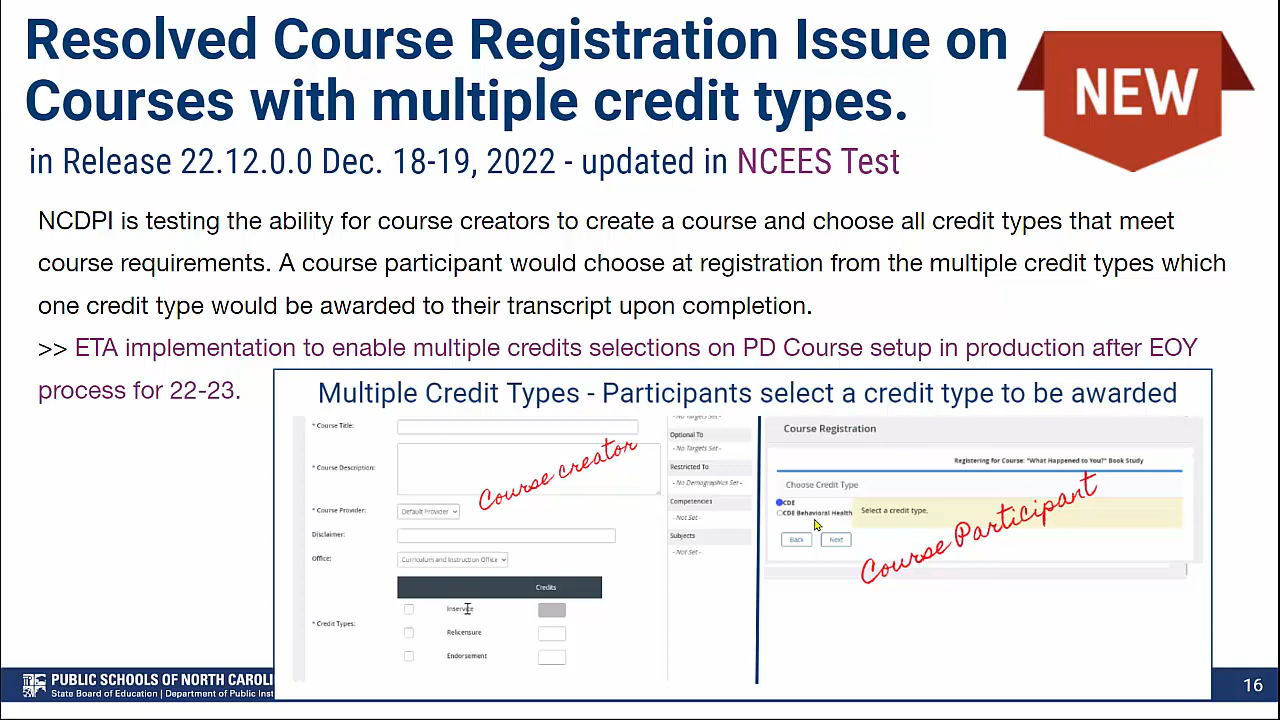 Resolved Course Registration Issue on
Courses with multiple credit types.
NEW
in Release 22.12.0.0 Dec. 18-19, 2022 - updated in NCEES Test
NCDPI is testing the ability for course creators to create a course and choose all credit types that meet
course requirements. A course participant would choose at registration from the multiple credit types which
one credit type would be awarded to their transcript upon completion.
>> ETA implementation to enable multiple credits selections on PD Course setup in production after EOY
process for 22-23.
Multiple Credit Types - Participants select a credit type to be awarded
* Course Title:
* Course Description:
* Course Provider: Default Provider
Disclaimer:
Office: Curriculum and Instruction Office
Credits
* Credit Types:
Inservice
Relicensure
Endorsement
Course creator
- No Targets Set -
Optional To
- No Targets Set -
Restricted To
- No Demographics Set -
Competencies
- Not Set -
Subjects
- Not Set -
Course Registration
Registering for Course: "What Happened to You?" Book Study
Choose Credit Type
CDE
CDE Behavioral Health
Select a credit type.
Back Next
Course Participant
PUBLIC SCHOOLS OF NORTH CAROLI
State Board of Education | Department of Public Inst
16